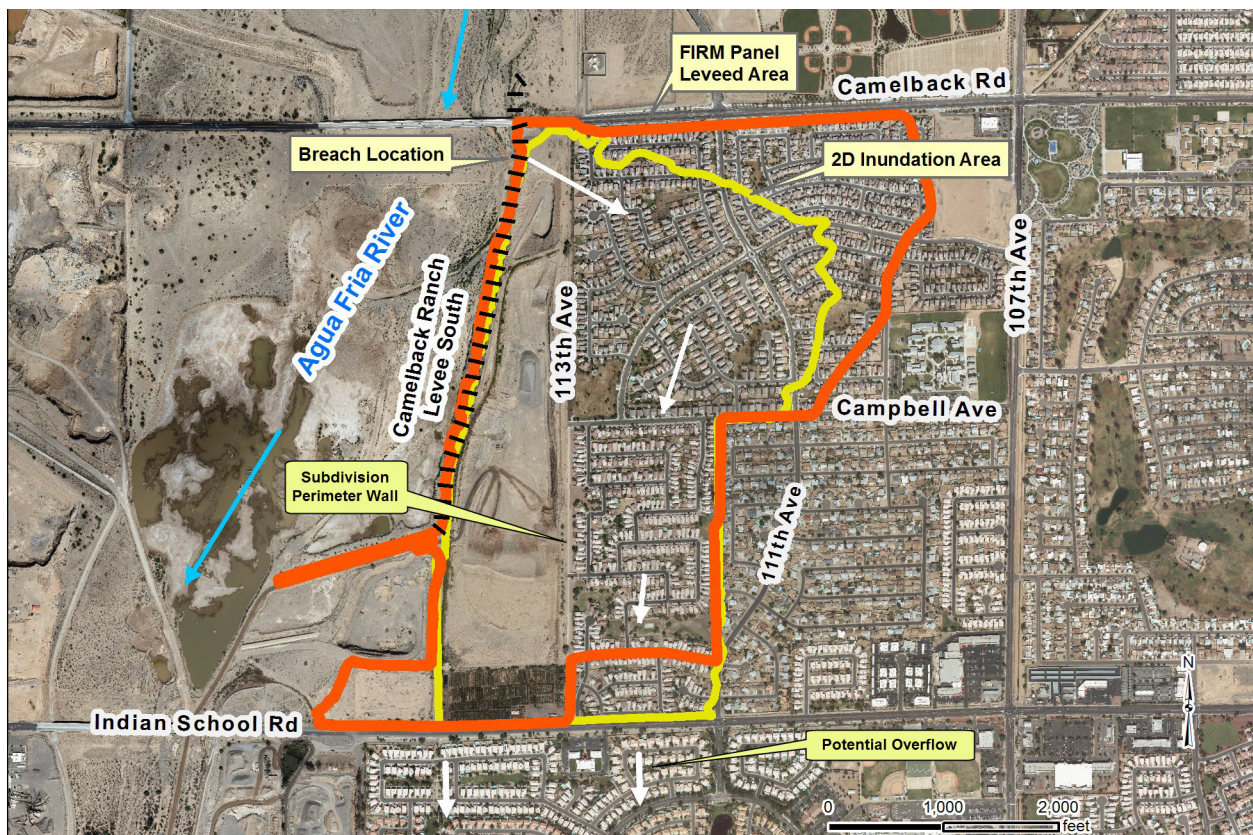 FIRM Panel
Leveed Area
Camelback Rd
Breach Location
2D Inundation Area
Agua Fria River
Camelback Ranch
Levee South
113th Ave
107th Ave
Campbell Ave
Subdivision
Perimeter Wall
111th Ave
N
Indian School Rd
Potential Overflow
0 1,000 2,000
feet